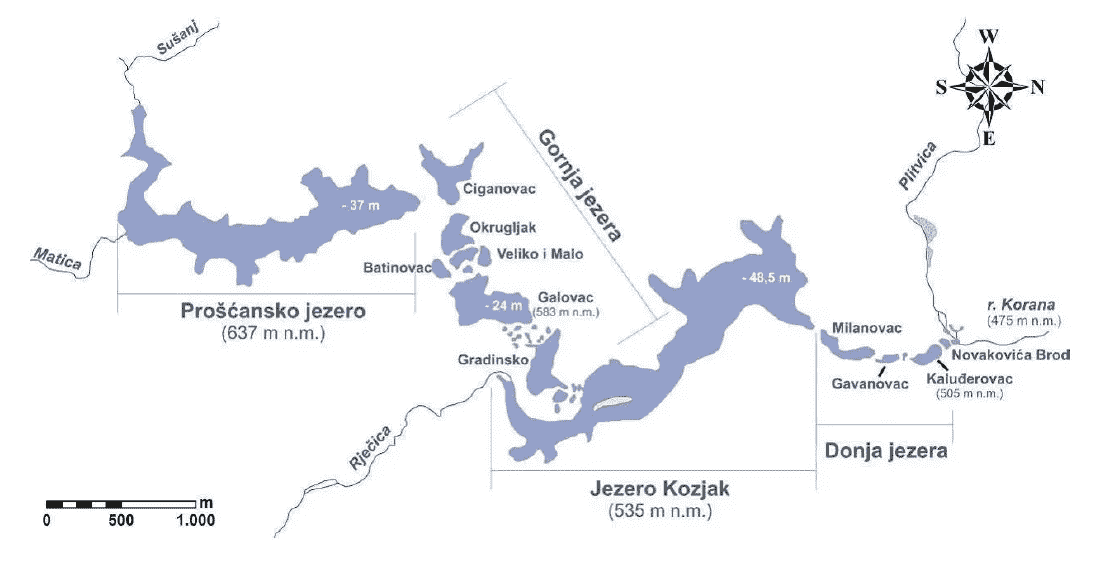 Sušanj
W
S
N
E
Gornja jezera
Plitvica
Ciganovac
- 37 m
Okrugljak
Veliko i Malo
Matica
Batinovac
- 48,5 m
- 24 m
Galovac
(583 m n.m.)
Prošćansko jezero
(637 m n.m.)
r. Korana
(475 m n.m.)
Milanovac
Novakovića Brod
Gradinsko
Gavanovac
Kaluđerovac
(505 m n.m.)
Rječica
Donja jezera
Jezero Kozjak
(535 m n.m.)
m
0 500 1.000